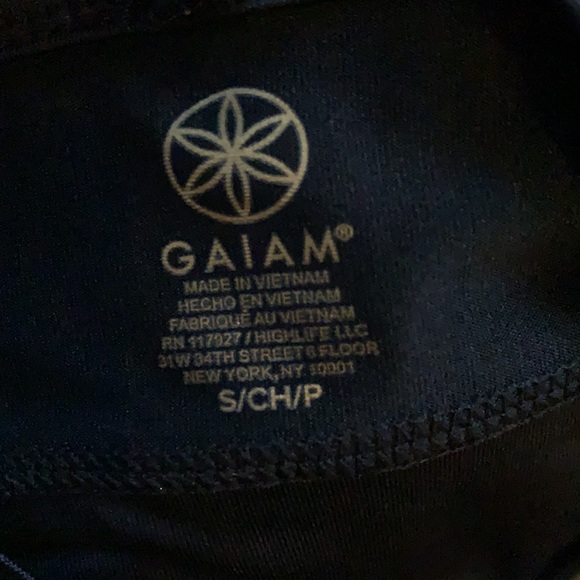 GAIAM®
MADE IN VIETNAM
HECHO EN VIETNAM
FABRIQUÉ AU VIETNAM
RN 117927 / HIGHLIFE LLC
31 W 34TH STREET 6 FLOOR
NEW YORK, NY 10001
S/CH/P